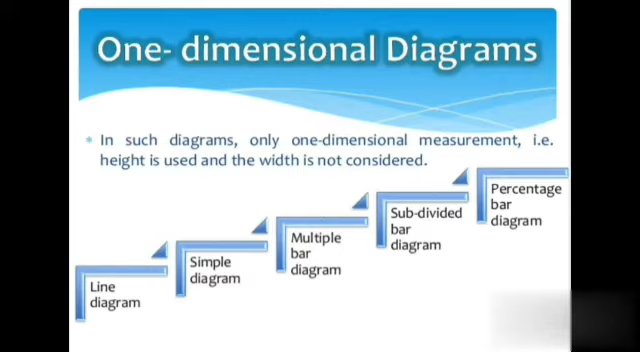 One- dimensional Diagrams
In such diagrams, only one-dimensional measurement, i.e.
height is used and the width is not considered.
Line
diagram
Simple
diagram
Multiple
bar
diagram
Sub-divided
bar
diagram
Percentage
bar
diagram